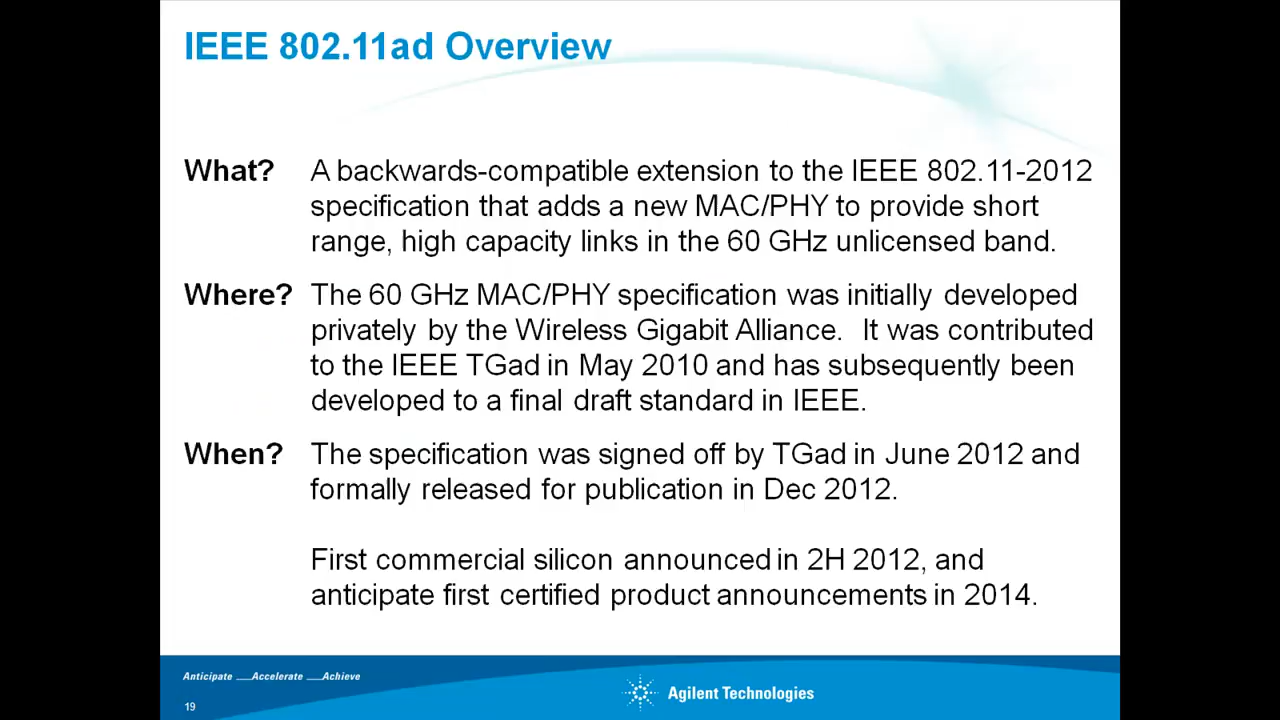 IEEE 802.11ad Overview
What? A backwards-compatible extension to the IEEE 802.11-2012
specification that adds a new MAC/PHY to provide short
range, high capacity links in the 60 GHz unlicensed band.
Where? The 60 GHz MAC/PHY specification was initially developed
privately by the Wireless Gigabit Alliance. It was contributed
to the IEEE TGad in May 2010 and has subsequently been
developed to a final draft standard in IEEE.
When? The specification was signed off by TGad in June 2012 and
formally released for publication in Dec 2012.
First commercial silicon announced in 2H 2012, and
anticipate first certified product announcements in 2014.
Anticipate __Accelerate __Achieve
Agilent Technologies
19